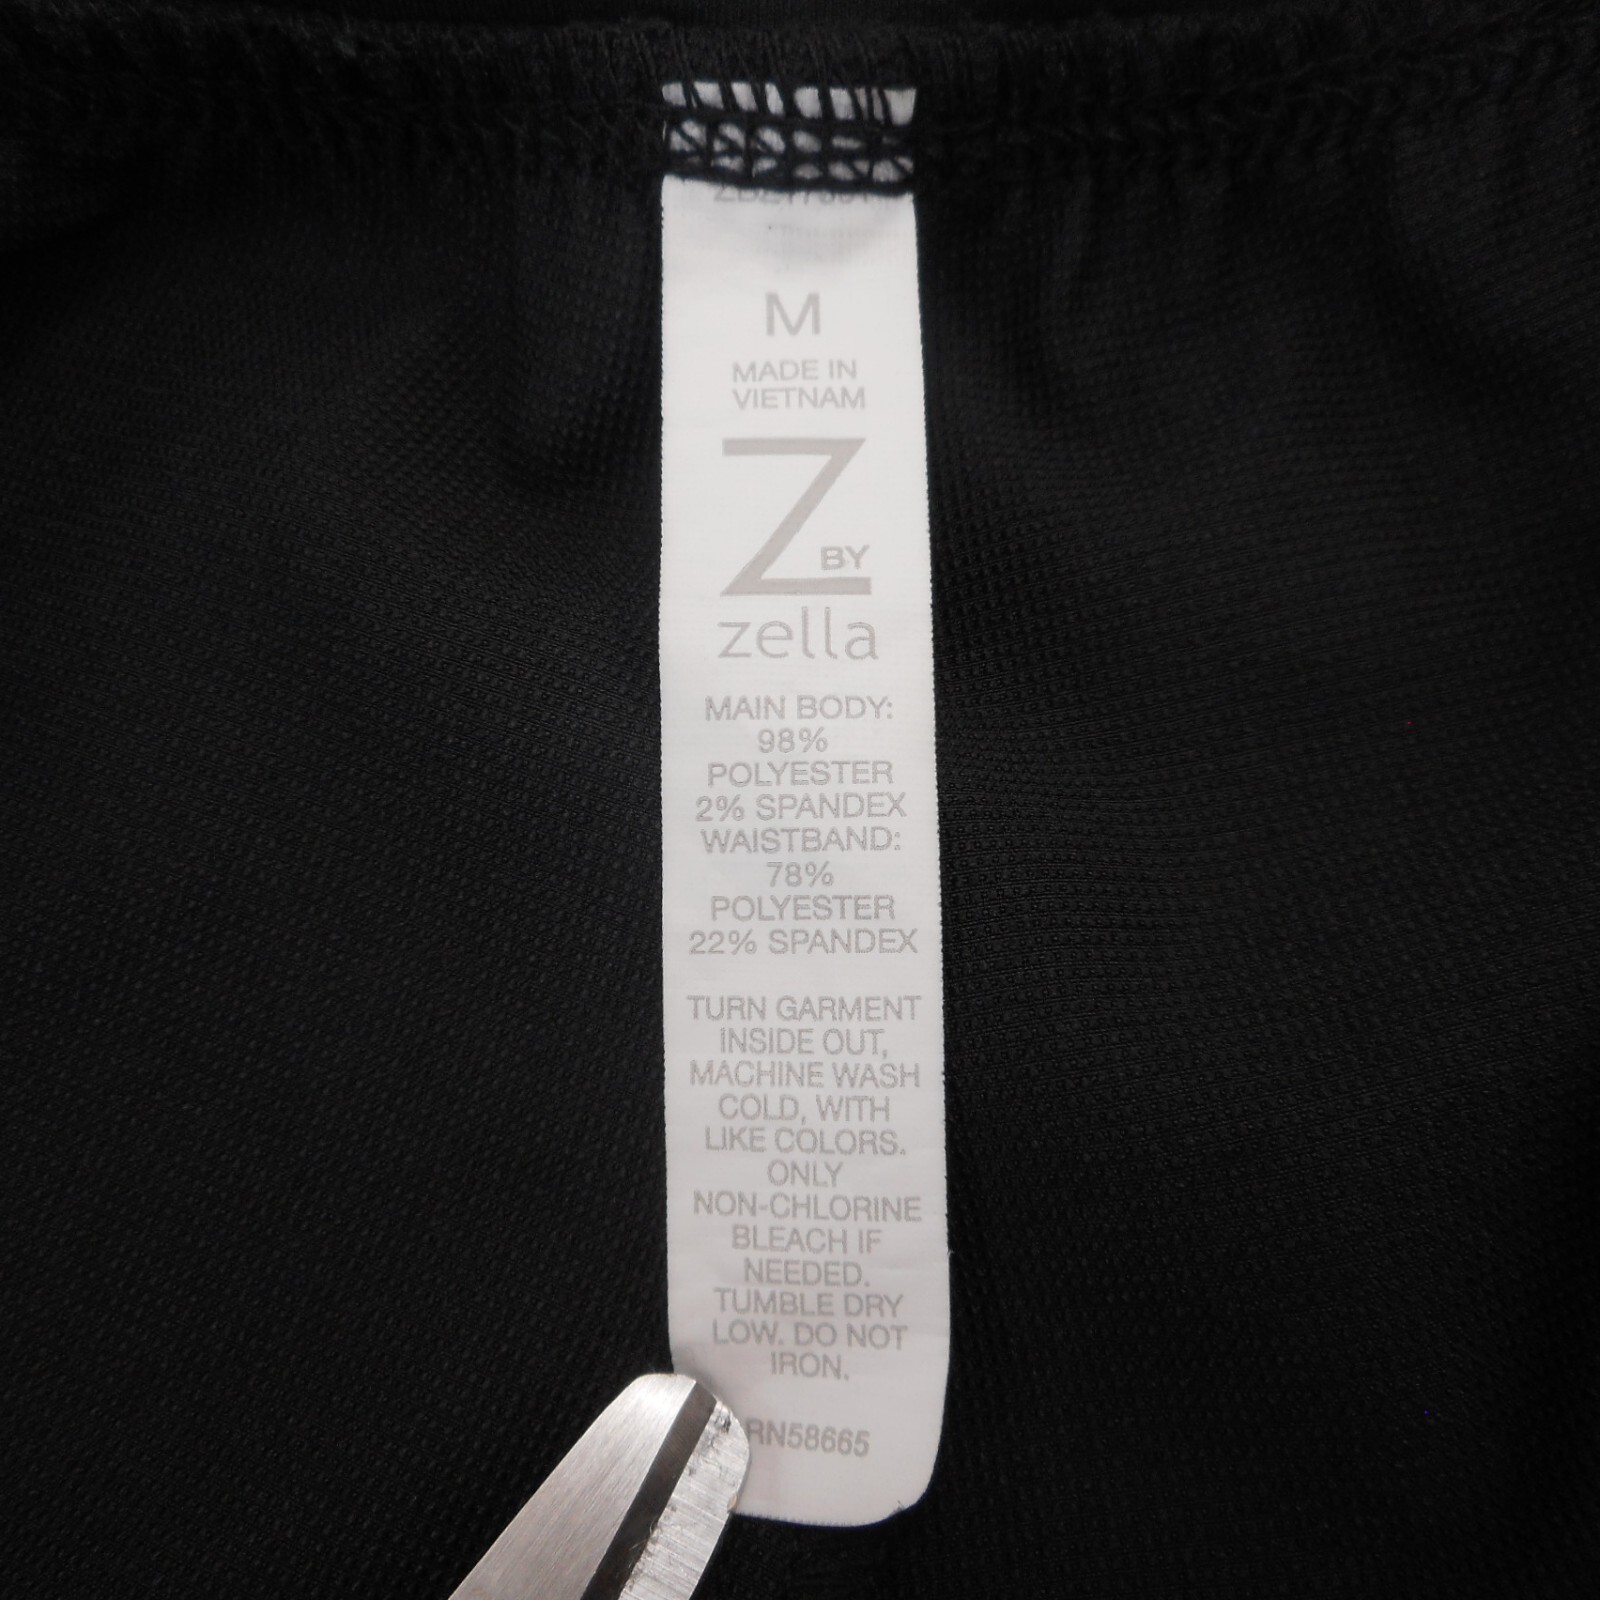 M
MADE IN
VIETNAM
Z BY
zella
MAIN BODY:
98%
POLYESTER
2% SPANDEX
WAISTBAND:
78%
POLYESTER
22% SPANDEX
TURN GARMENT
INSIDE OUT,
MACHINE WASH
COLD, WITH
LIKE COLORS.
ONLY
NON-CHLORINE
BLEACH IF
NEEDED.
TUMBLE DRY
LOW. DO NOT
IRON.
RN58665